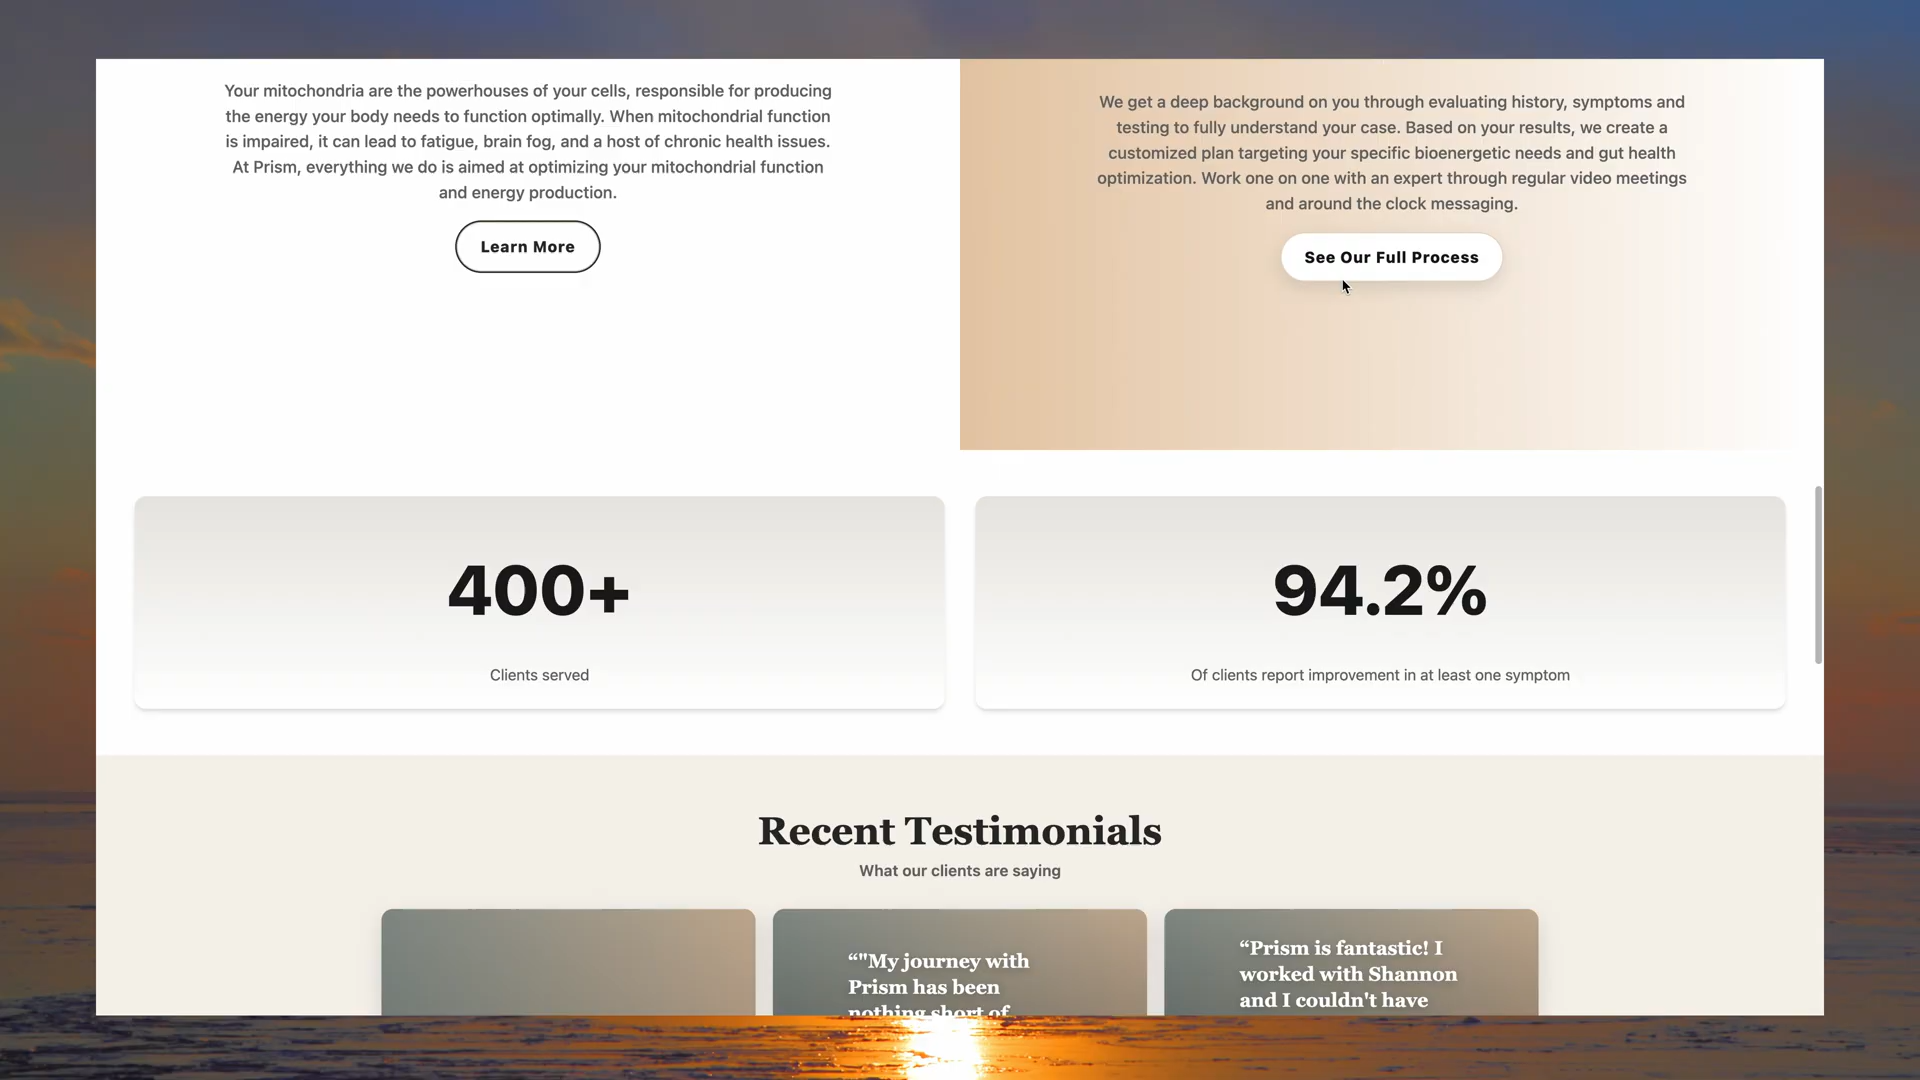 Your mitochondria are the powerhouses of your cells, responsible for producing
the energy your body needs to function optimally. When mitochondrial function
is impaired, it can lead to fatigue, brain fog, and a host of chronic health issues.
At Prism, everything we do is aimed at optimizing your mitochondrial function
and energy production.
Learn More
We get a deep background on you through evaluating history, symptoms and
testing to fully understand your case. Based on your results, we create a
customized plan targeting your specific bioenergetic needs and gut health
optimization. Work one on one with an expert through regular video meetings
and around the clock messaging.
See Our Full Process
400+
Clients served
94.2%
Of clients report improvement in at least one symptom
Recent Testimonials
What our clients are saying
“"My journey with
Prism has been
nothing short of
“Prism is fantastic! I
worked with Shannon
and I couldn't have